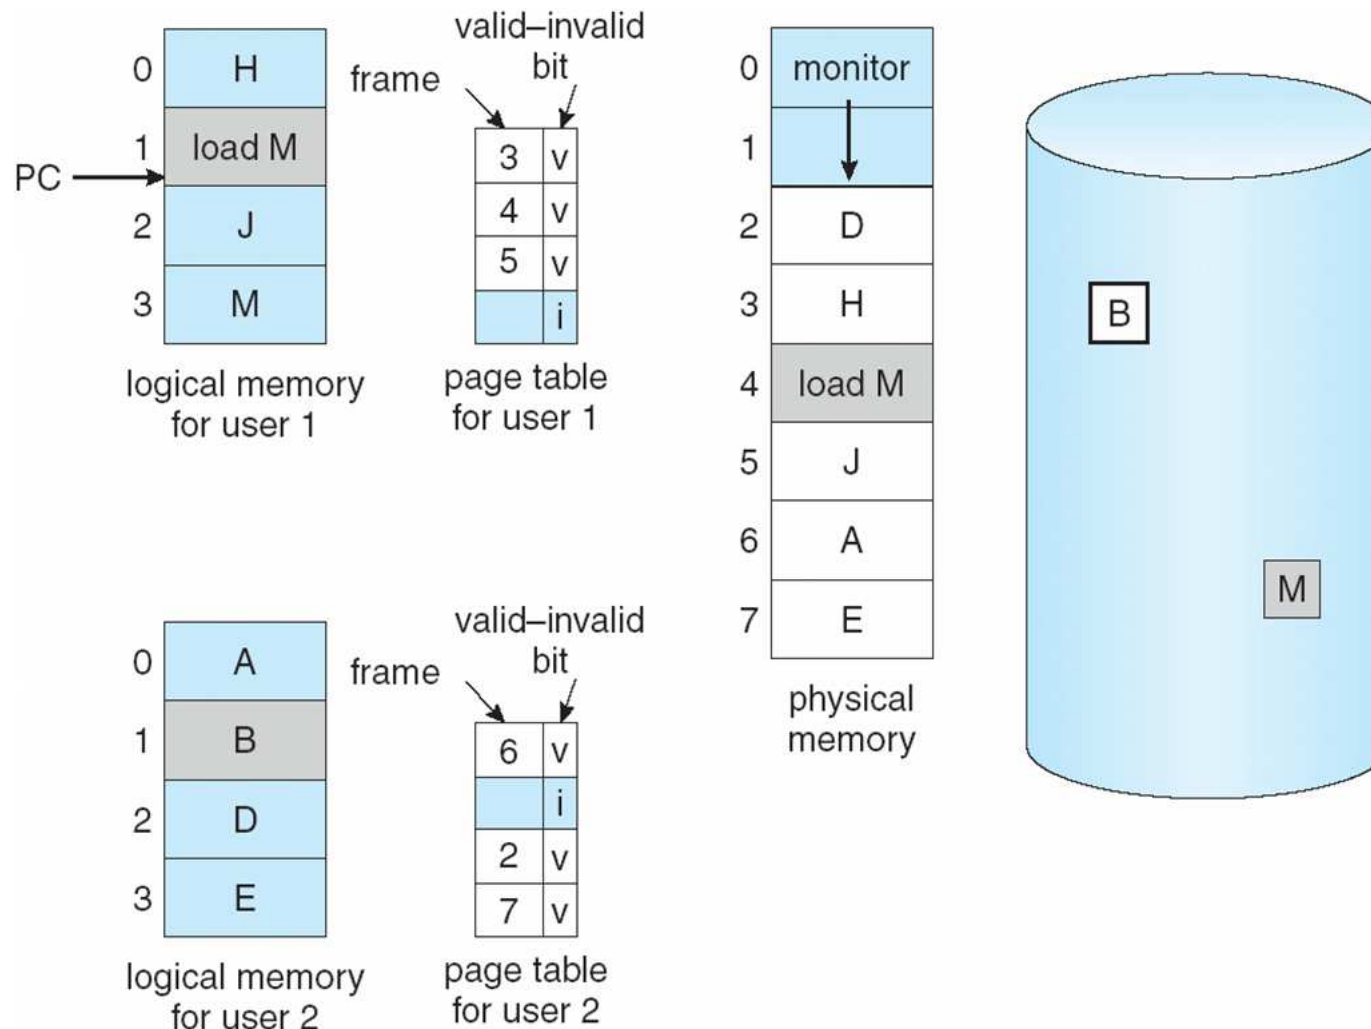 valid–invalid
bit
frame
0 H
1 load M
PC
2 J
3 M
3 v
4 v
5 v
i
logical memory
for user 1
page table
for user 1
0 monitor
1
2 D
3 H
4 load M
5 J
6 A
7 E
physical
memory
B
M
valid–invalid
bit
frame
0 A
1 B
2 D
3 E
6 v
i
2 v
7 v
logical memory
for user 2
page table
for user 2